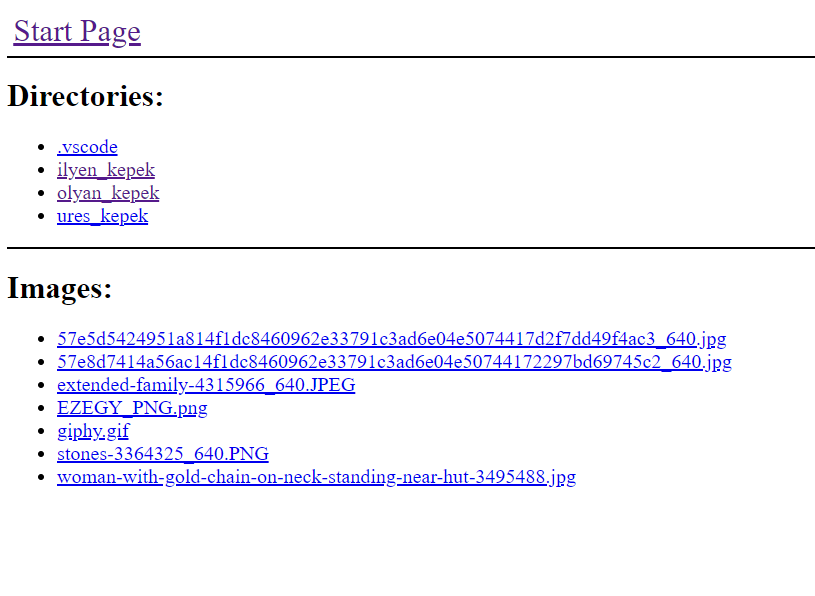 Start Page
Directories:
.vscode
ilyen_kepek
olyan_kepek
ures_kepek
Images:
57e5d5424951a814f1dc8460962e33791c3ad6e04e5074417d2f7dd49f4ac3_640.jpg
57e8d7414a56ac14f1dc8460962e33791c3ad6e04e50744172297bd69745c2_640.jpg
extended-family-4315966_640.JPEG
EZEGY_PNG.png
giphy.gif
stones-3364325_640.PNG
woman-with-gold-chain-on-neck-standing-near-hut-3495488.jpg